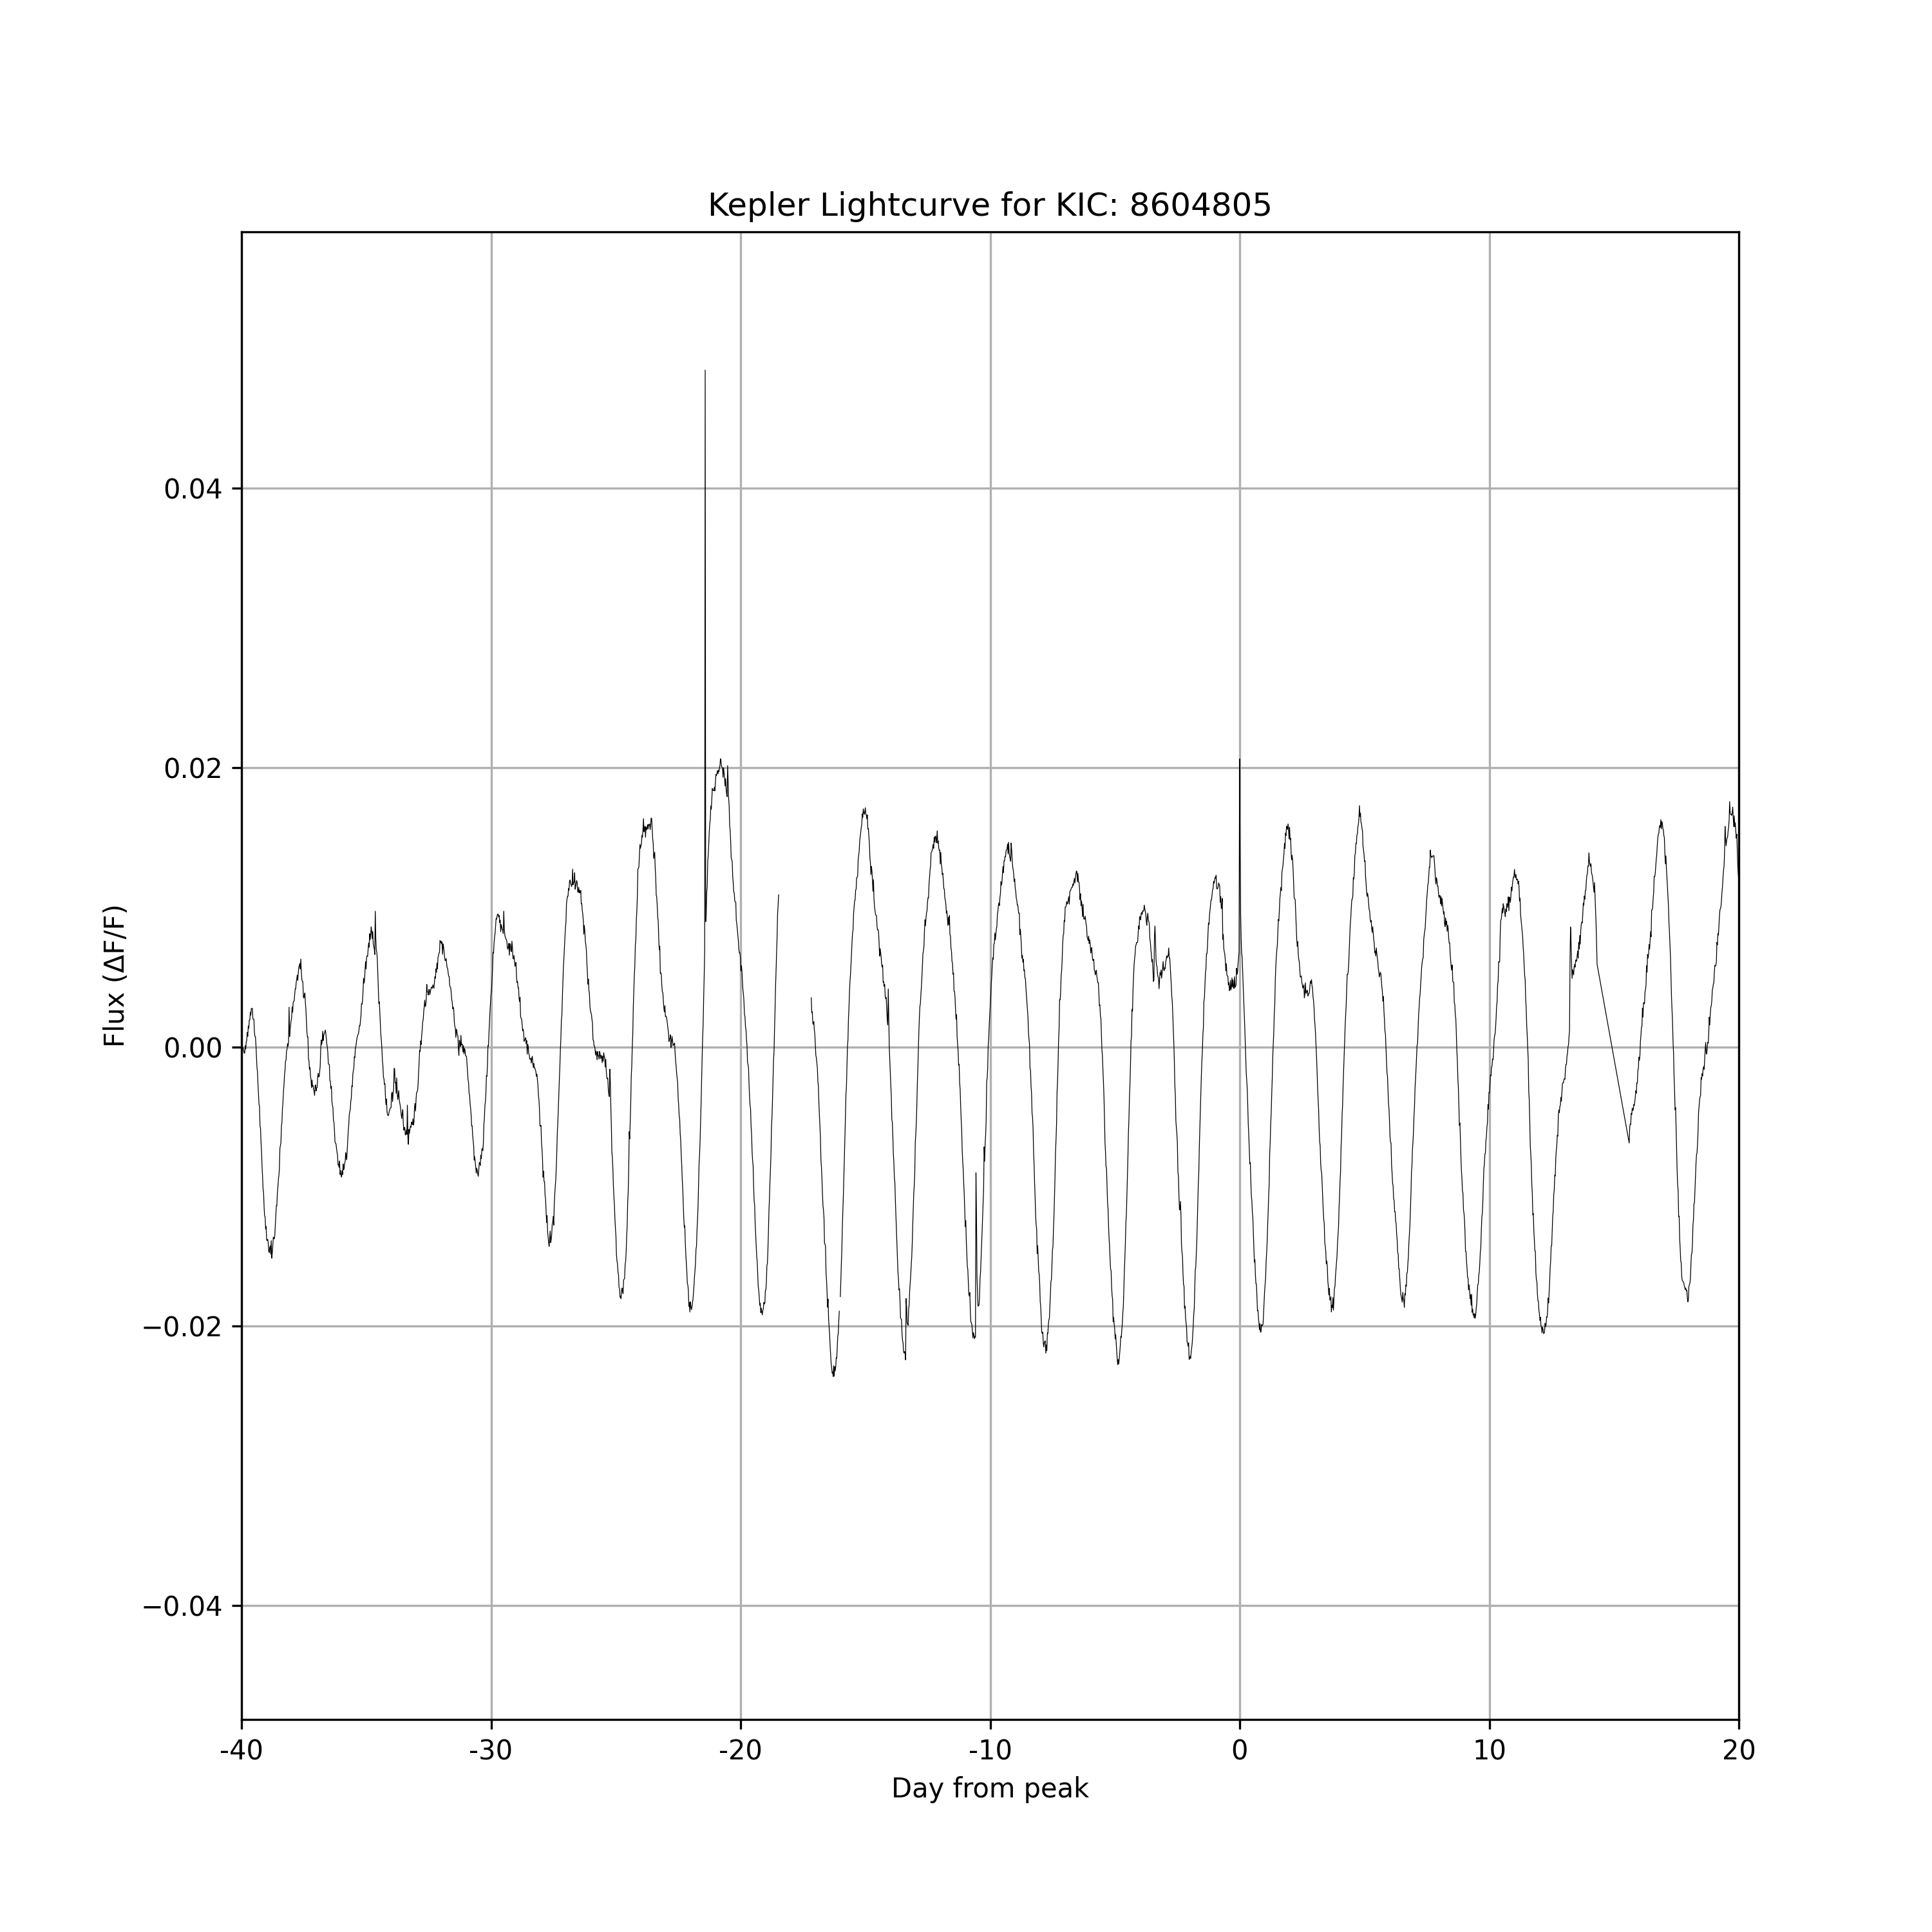 Kepler Lightcurve for KIC: 8604805
Flux (ΔF/F)
0.04
0.02
0.00
−0.02
−0.04
-40 -30 -20 -10 0 10 20
Day from peak